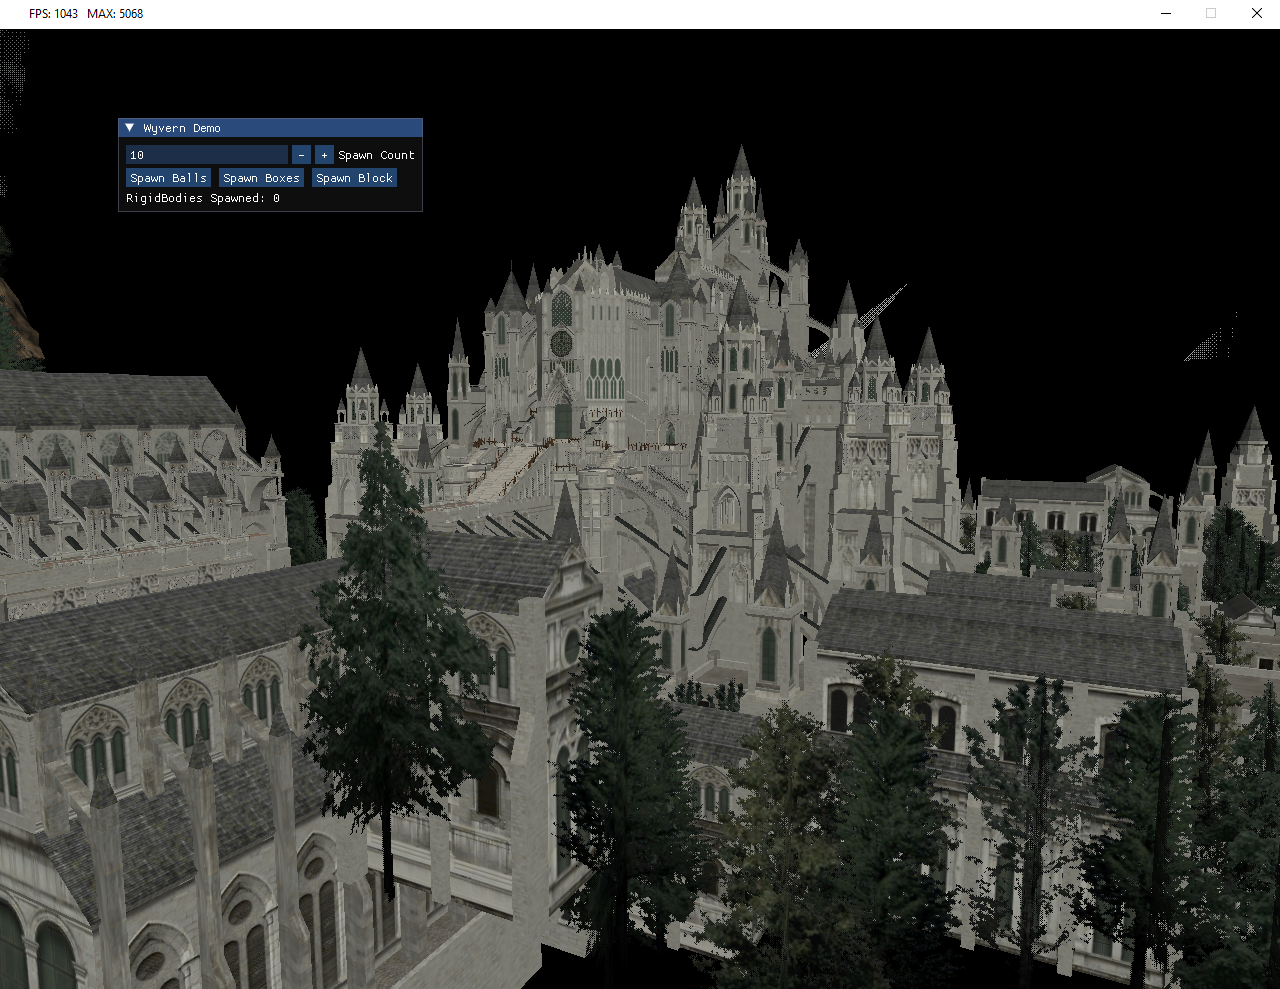 FPS: 1043 MAX: 5068
Wyvern Demo
10 - + Spawn Count
Spawn Balls Spawn Boxes Spawn Block
RigidBodies Spawned: 0